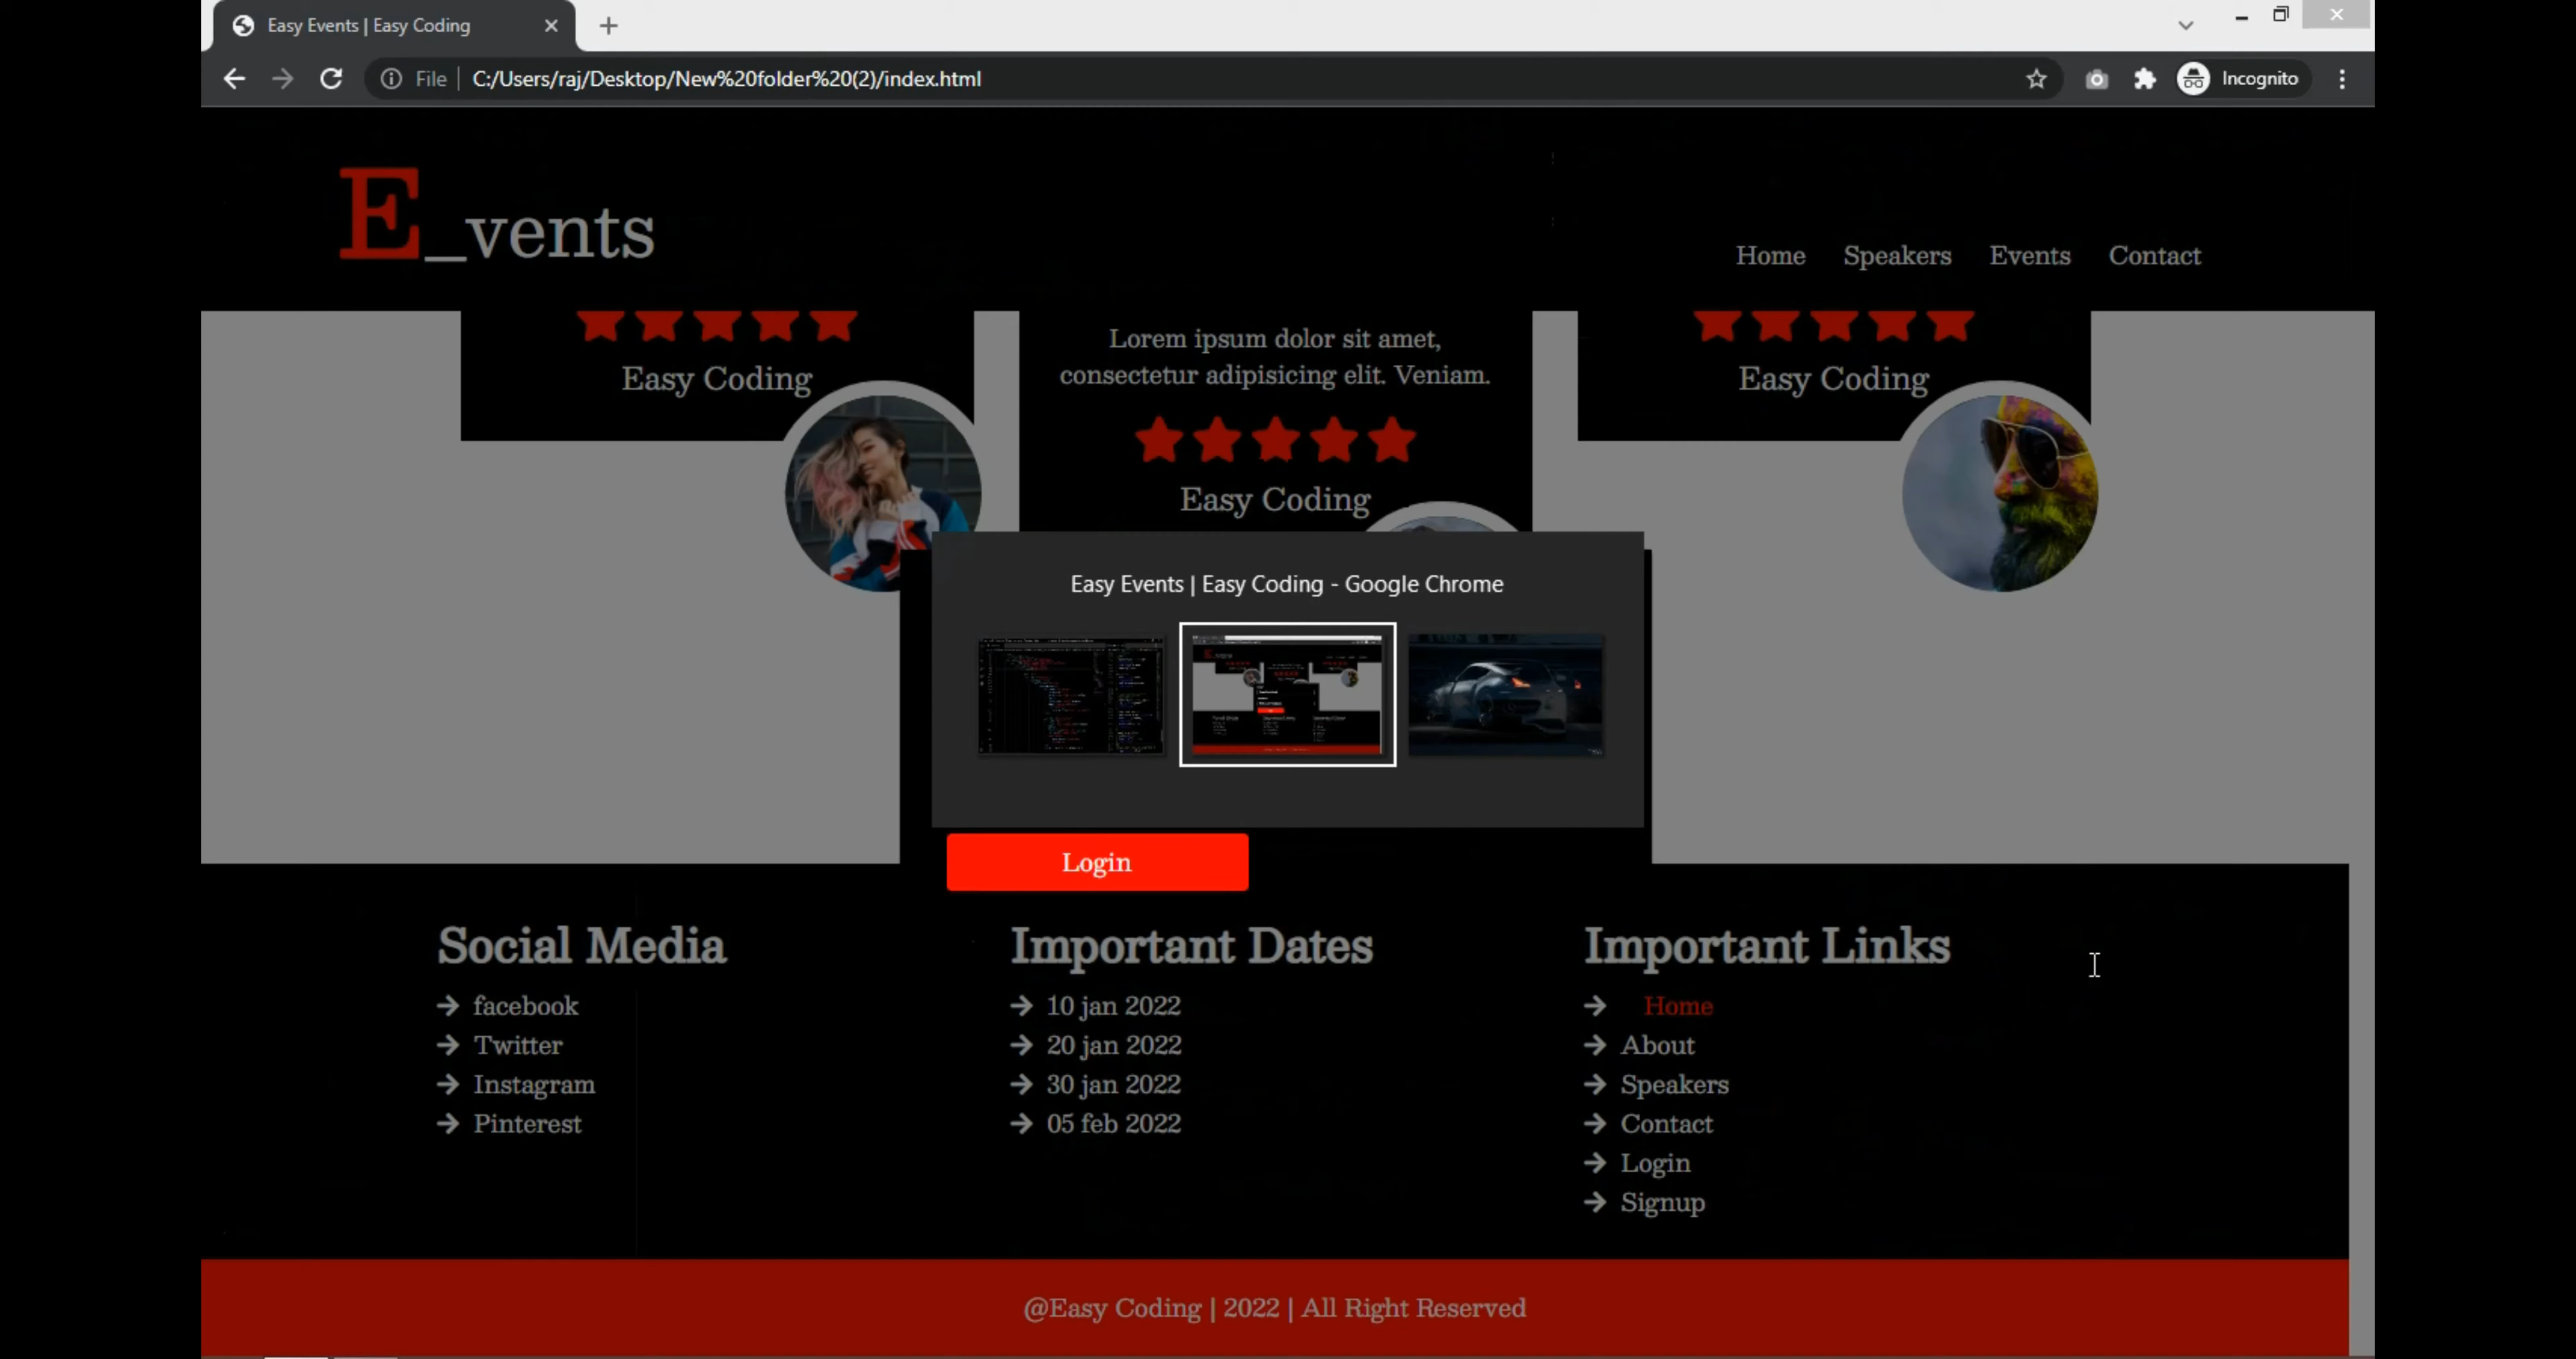 Easy Events | Easy Coding
File
C:/Users/raj/Desktop/New%20folder%20(2)/index.html
Incognito
E_vents
Home
Speakers
Events
Contact
Easy Coding
Lorem ipsum dolor sit amet,
consectetur adipisicing elit. Veniam.
Easy Coding
Easy Coding
Easy Events | Easy Coding - Google Chrome
Login
Social Media
facebook
Twitter
Instagram
Pinterest
Important Dates
10 jan 2022
20 jan 2022
30 jan 2022
05 feb 2022
Important Links
Home
About
Speakers
Contact
Login
Signup
@Easy Coding | 2022 | All Right Reserved